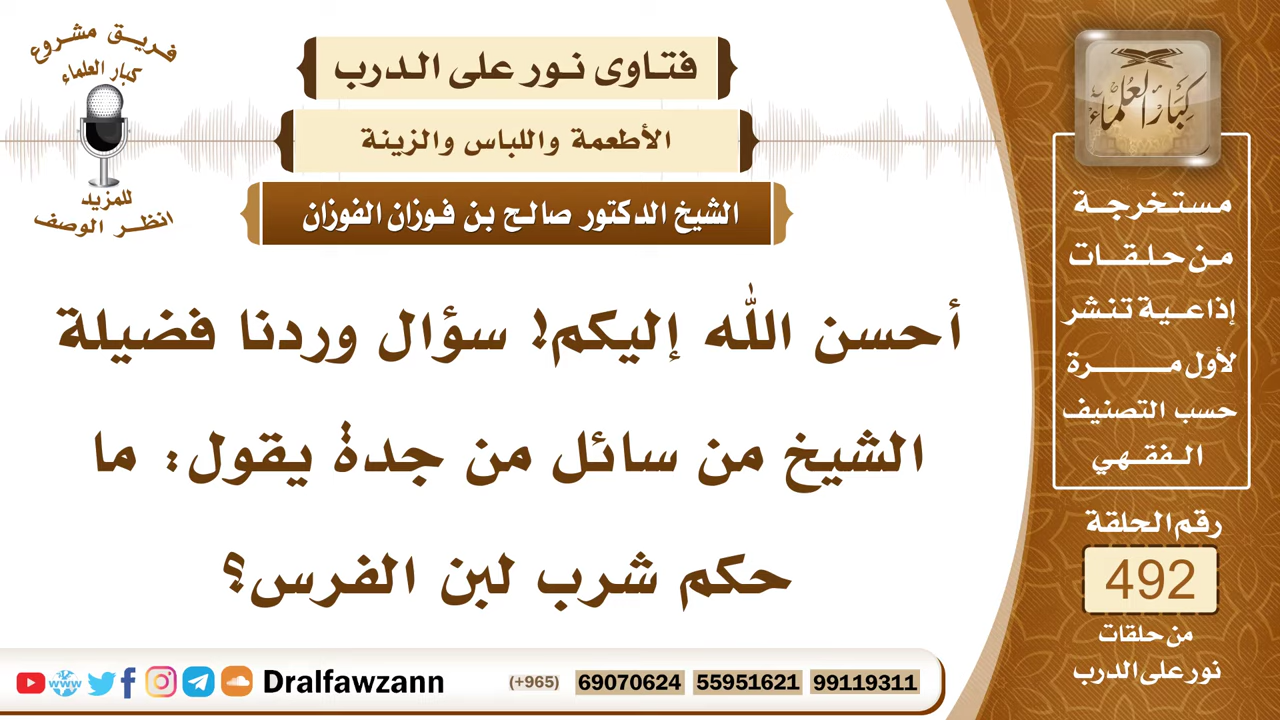 فريق مشروع
كبار العلماء
للمزيد
انظر الوصف
فتاوى نور على الدرب
الأطعمة واللباس والزينة
الشيخ الدكتور صالح بن فوزان الفوزان
أحسن الله إليكم! سؤال وردنا فضيلة
الشيخ من سائل من جدة يقول: ما
حكم شرب لبن الفرس؟
كبار العلماء
مستخرجة
من حلقات
إذاعية تنشر
لأول مرة
حسب التصنيف
الفقهي
رقم الحلقة
492
من حلقات
نور على الدرب
www Dralfawzann (+965) 69070624 55951621 99119311